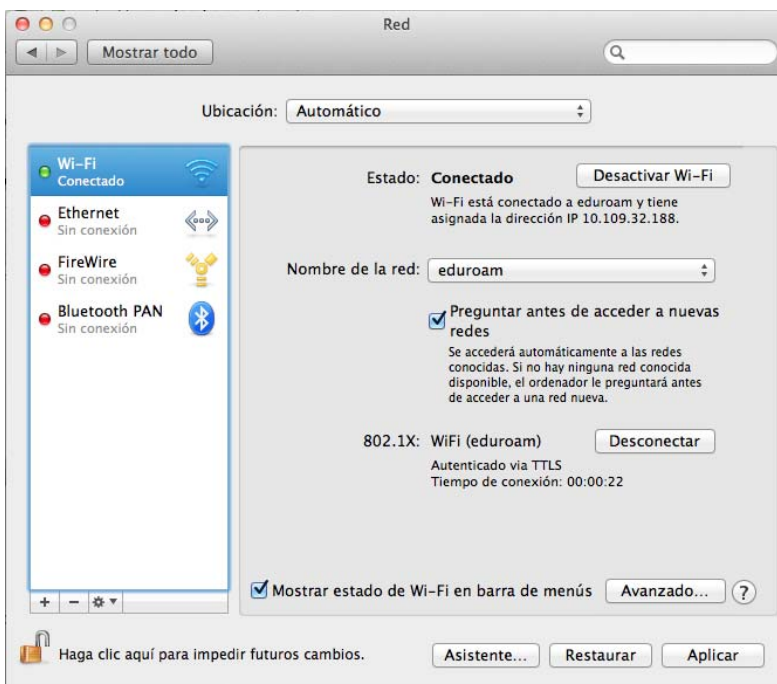 Red
Mostrar todo
Ubicación: Automático
Wi-Fi
Conectado
Ethernet
Sin conexión
FireWire
Sin conexión
Bluetooth PAN
Sin conexión
Estado: Conectado Desactivar Wi-Fi
Wi-Fi está conectado a eduroam y tiene
asignada la dirección IP 10.109.32.188.
Nombre de la red: eduroam
Preguntar antes de acceder a nuevas
redes
Se accederá automáticamente a las redes
conocidas. Si no hay ninguna red conocida
disponible, el ordenador le preguntará antes
de acceder a una red nueva.
802.1X: WiFi (eduroam) Desconectar
Autenticado via TTLS
Tiempo de conexión: 00:00:22
Mostrar estado de Wi-Fi en barra de menús Avanzado... ?
Haga clic aquí para impedir futuros cambios. Asistente... Restaurar Aplicar